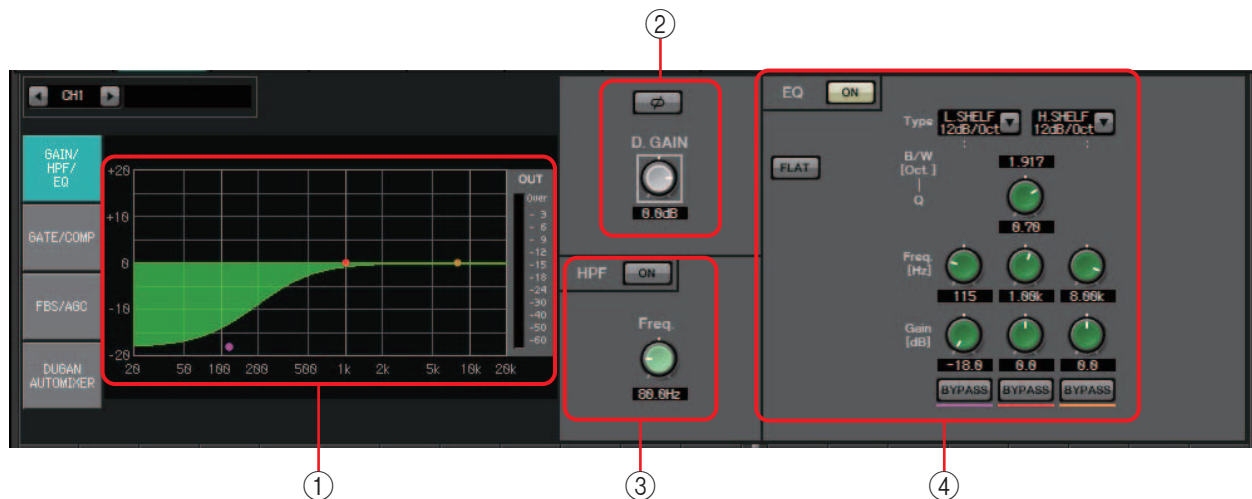 ②
CH1
GAIN/
HPF/
EQ
GATE/COMP
FBS/AGC
DUGAN
AUTOMIXER
+20
+10
0
-10
-20
20 50 100 200 500 1k 2k 5k 10k 20k
OUT
Over
- 3
- 6
- 9
-12
-15
-18
-24
-30
-40
-50
-60
Ø
D. GAIN
0.0dB
HPF ON
Freq.
80.0Hz
EQ ON
FLAT
Type L.SHELF 12dB/Oct H.SHELF 12dB/Oct
B/W
[Oct.]
Q
1.917
0.70
Freq.
[Hz]
115 1.00k 8.00k
Gain
[dB]
-18.0 0.0 0.0
BYPASS BYPASS BYPASS
① ③ ④